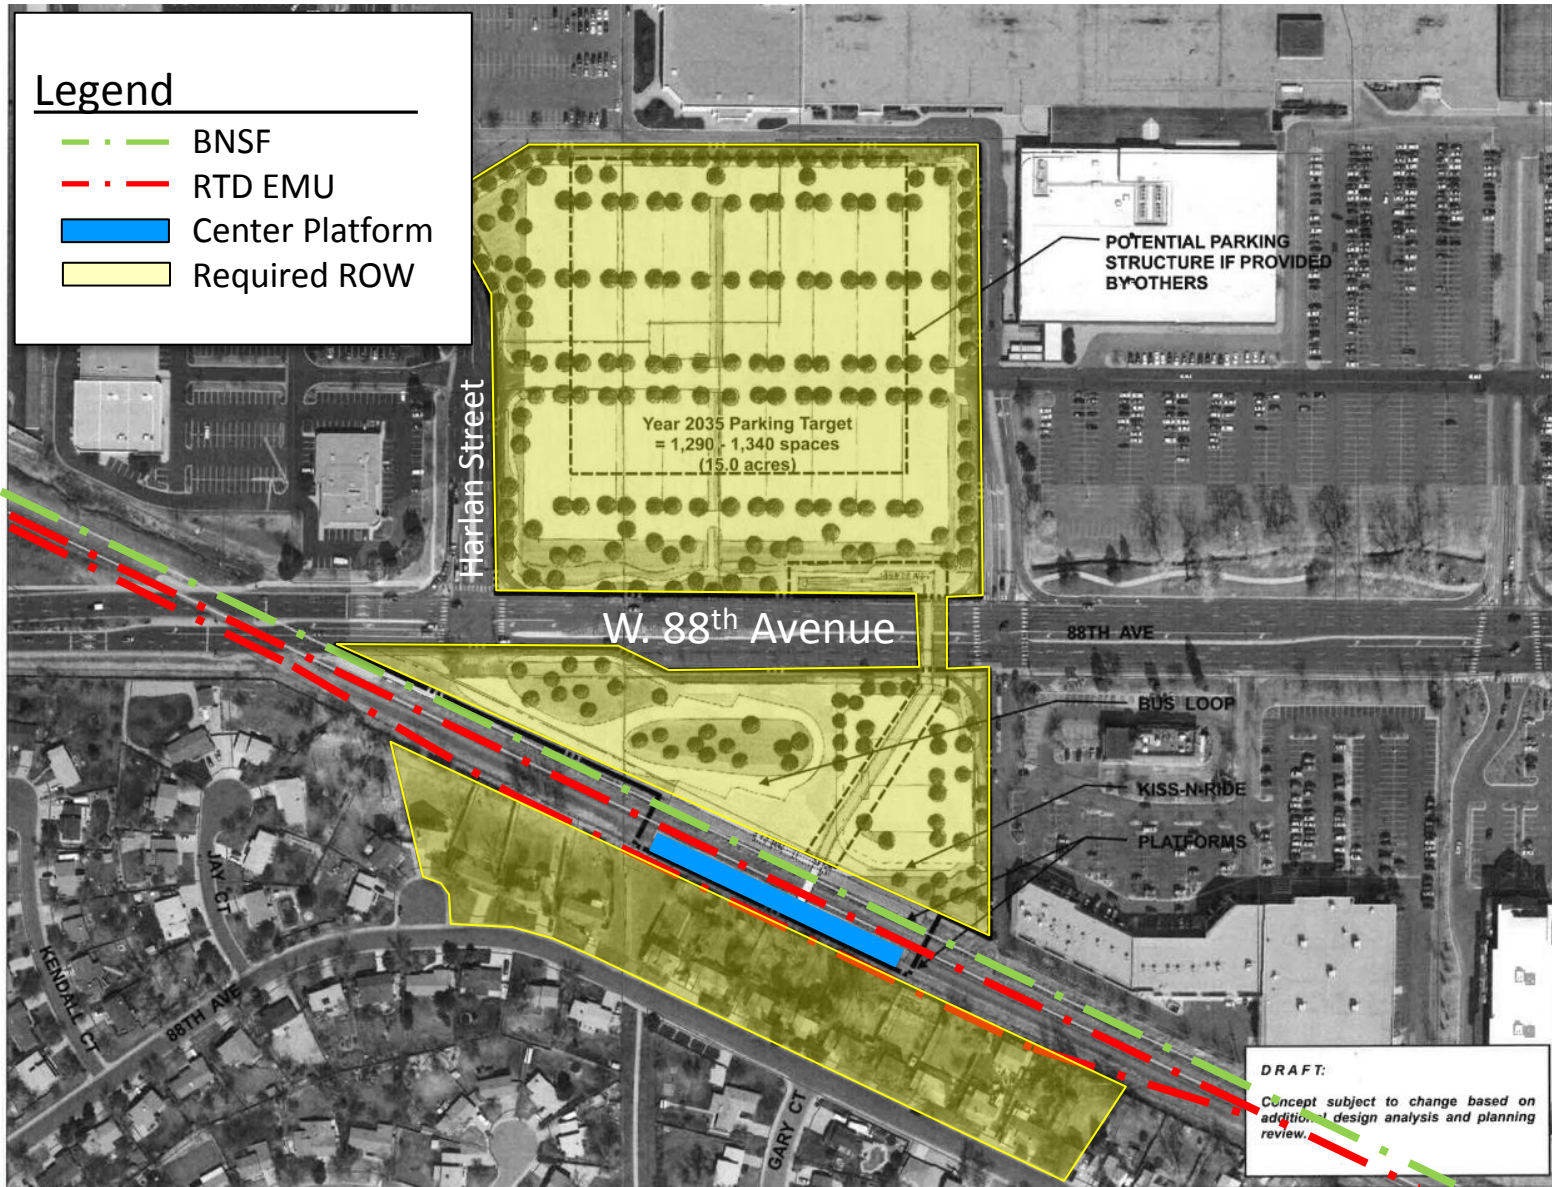 Legend
BNSF
RTD EMU
Center Platform
Required ROW
POTENTIAL PARKING
STRUCTURE IF PROVIDED
BY OTHERS
Harlan Street
Year 2035 Parking Target
= 1,290 - 1,340 spaces
(15.0 acres)
W. 88th Avenue
88TH AVE
BUS LOOP
KISS-N-RIDE
PLATFORMS
JAY CT
KENDALL CT
88TH AVE
GARY CT
DRAFT:
Concept subject to change based on
additional design analysis and planning
review.